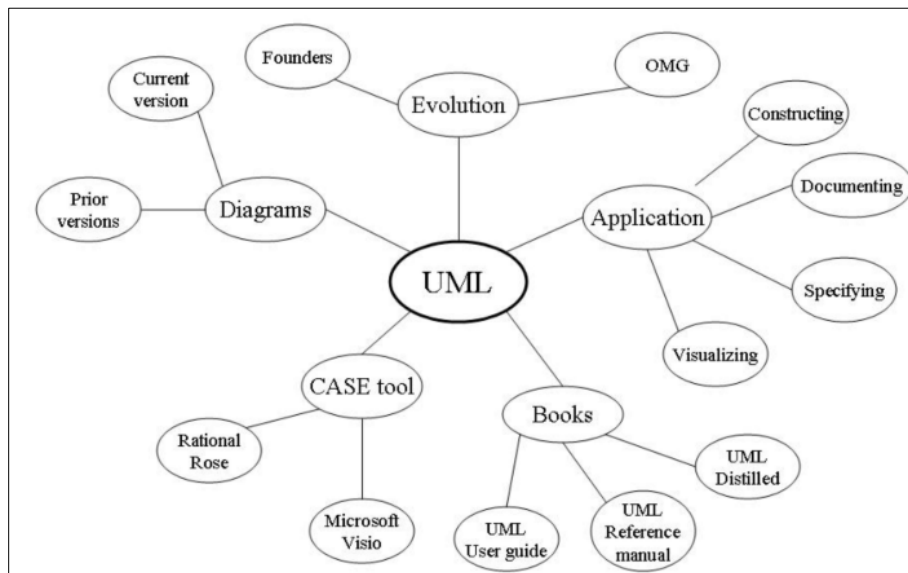 Founders
OMG
Evolution
Current
version
Constructing
Prior
versions
Diagrams
Documenting
Application
UML
Specifying
Visualizing
CASE tool
Books
Rational
Rose
UML
Distilled
Microsoft
Visio
UML
User guide
UML
Reference
manual